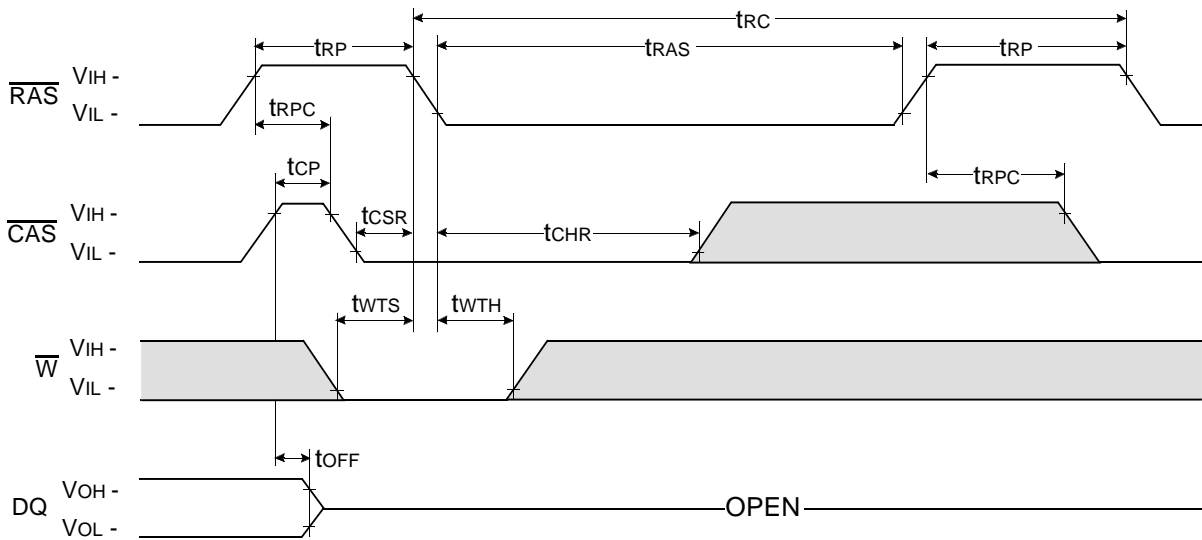 tRC
tRP
tRAS
tRP
RAS
VIH -
VIL -
tRPC
tCP
tRPC
CAS
VIH -
VIL -
tCSR
tCHR
tWTS
tWTH
W
VIH -
VIL -
tOFF
DQ
VOH -
VOL -
OPEN